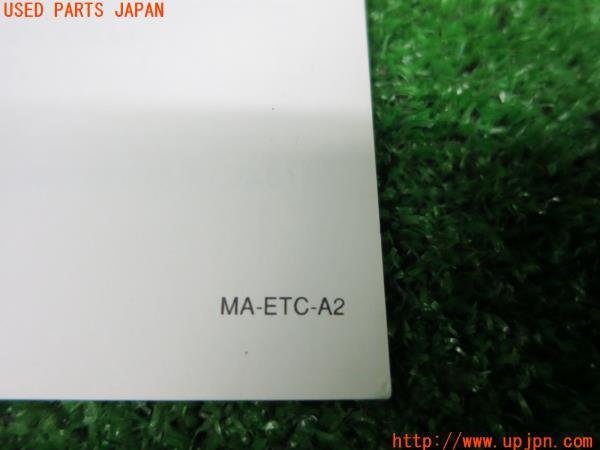 USED PARTS JAPAN
MA-ETC-A2
http://www.upjpn.com